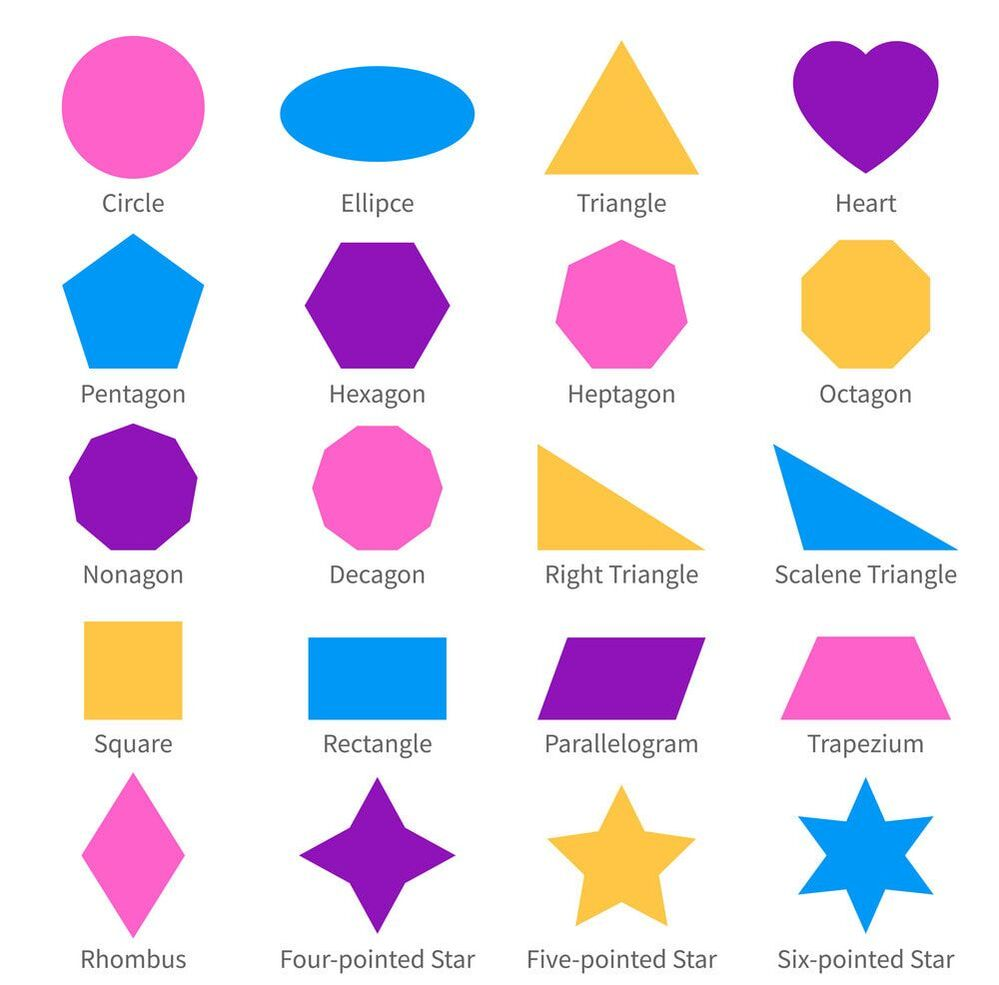 Circle
Ellipce
Triangle
Heart
Pentagon
Hexagon
Heptagon
Octagon
Nonagon
Decagon
Right Triangle
Scalene Triangle
Square
Rectangle
Parallelogram
Trapezium
Rhombus
Four-pointed Star
Five-pointed Star
Six-pointed Star